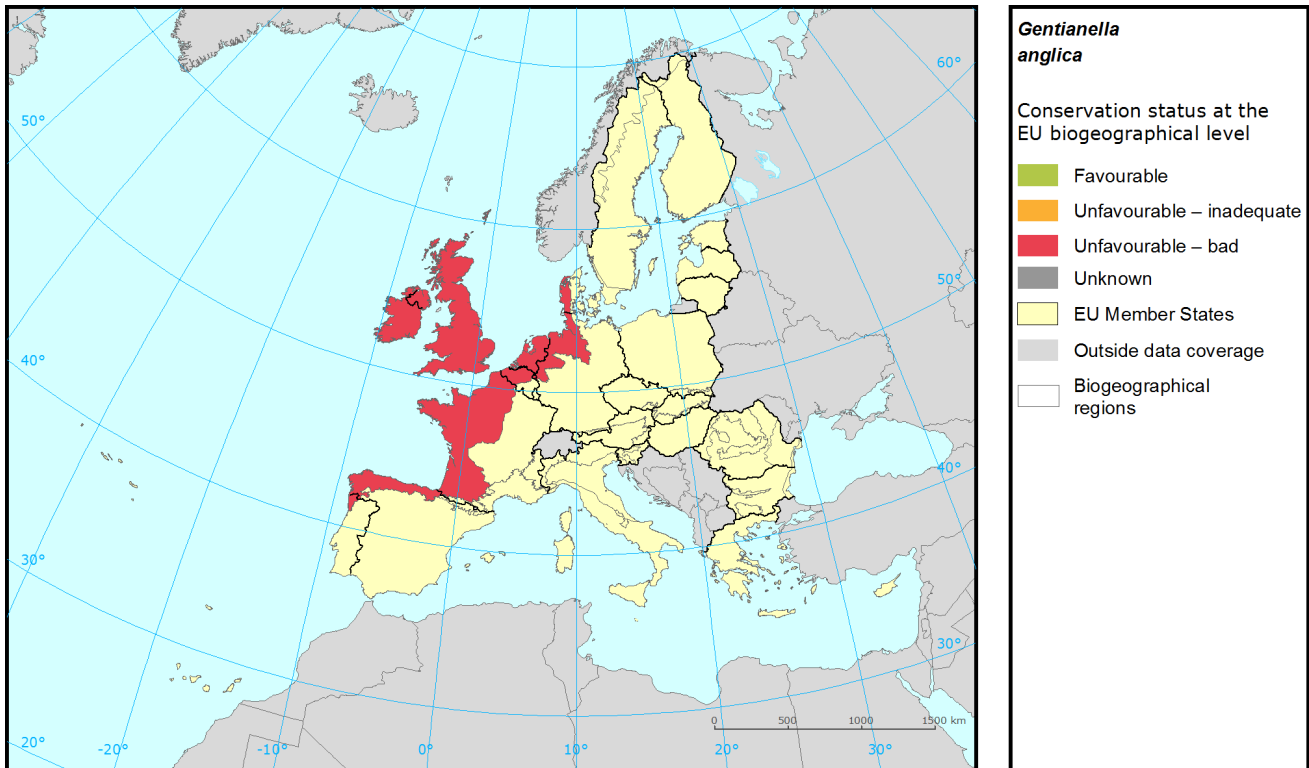 60°
50°
50°
40°
40°
30°
30°
0 500 1000 1500 km
20° -20° -10° 0° 10° 20° 30°
Gentianella
anglica
Conservation status at the
EU biogeographical level
Favourable
Unfavourable – inadequate
Unfavourable – bad
Unknown
EU Member States
Outside data coverage
Biogeographical
regions